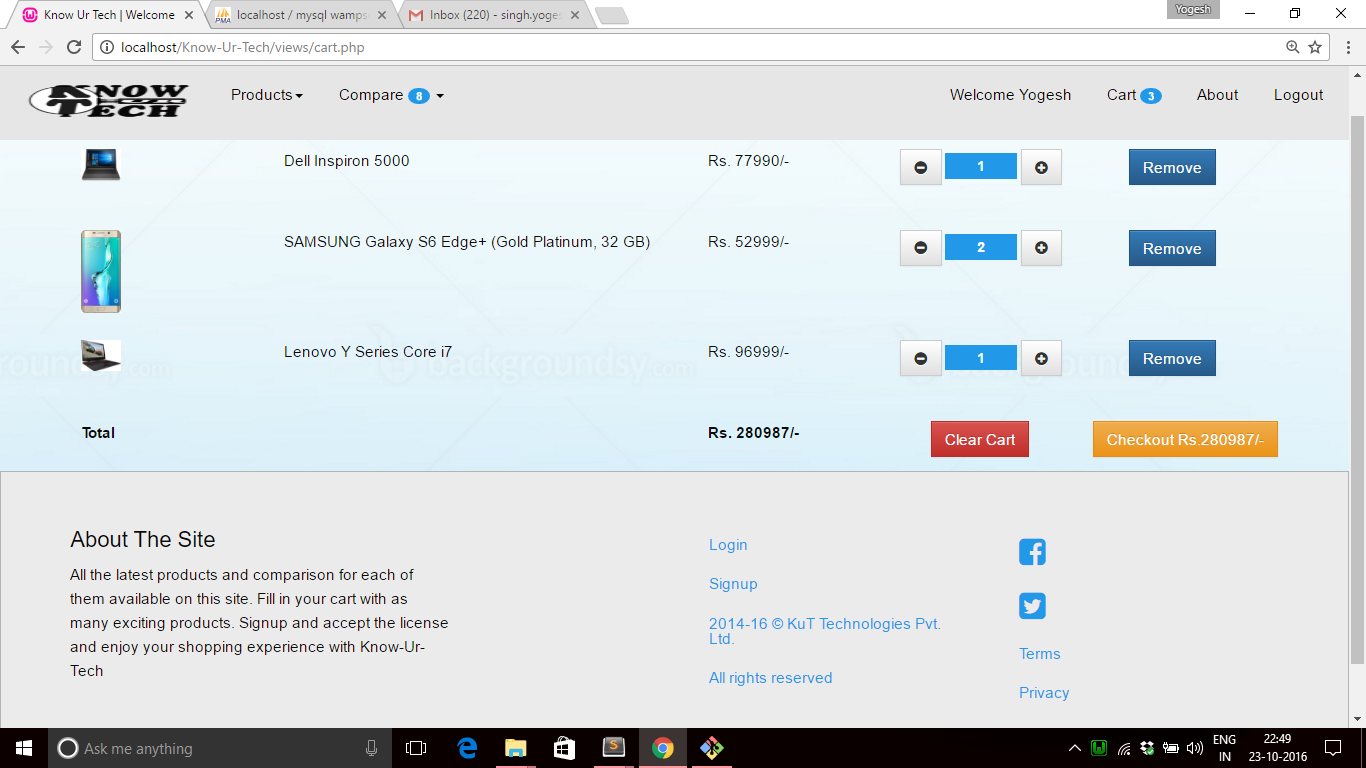 Know Ur Tech | Welcome
localhost / mysql wamps
Inbox (220) - singh.yoge
Yogesh
localhost/Know-Ur-Tech/views/cart.php
KNOW
TECH
Products
Compare 8
Welcome Yogesh
Cart 3
About
Logout
Dell Inspiron 5000 Rs. 77990/- 1 Remove
SAMSUNG Galaxy S6 Edge+ (Gold Platinum, 32 GB) Rs. 52999/- 2 Remove
Lenovo Y Series Core i7 Rs. 96999/- 1 Remove
backgroundsy.com
Total Rs. 280987/- Clear Cart Checkout Rs.280987/-
About The Site
All the latest products and comparison for each of
them available on this site. Fill in your cart with as
many exciting products. Signup and accept the license
and enjoy your shopping experience with Know-Ur-
Tech
Login
Signup
2014-16 © KuT Technologies Pvt.
Ltd.
All rights reserved
Terms
Privacy
Ask me anything
ENG
IN
22:49
23-10-2016